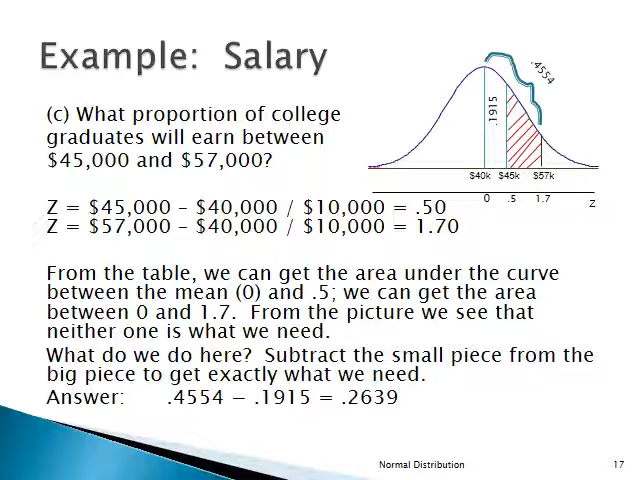 Example: Salary
(c) What proportion of college
graduates will earn between
$45,000 and $57,000?
Z = $45,000 – $40,000 / $10,000 = .50
Z = $57,000 – $40,000 / $10,000 = 1.70
From the table, we can get the area under the curve
between the mean (0) and .5; we can get the area
between 0 and 1.7. From the picture we see that
neither one is what we need.
What do we do here? Subtract the small piece from the
big piece to get exactly what we need.
Answer: .4554 − .1915 = .2639
.4554
.1915
$40k $45k $57k
0 .5 1.7 Z
Normal Distribution
17